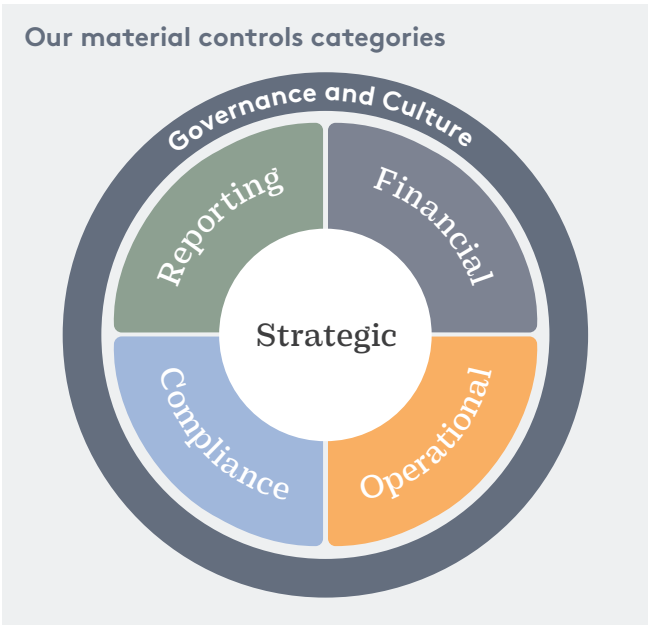 Our material controls categories
Governance and Culture
Reporting
Financial
Strategic
Compliance
Operational